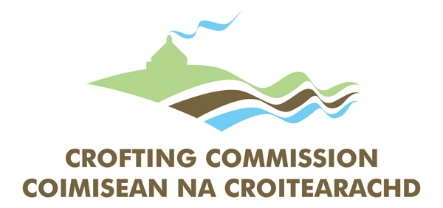 CROFTING COMMISSION
COIMISEAN NA CROITEARACHD